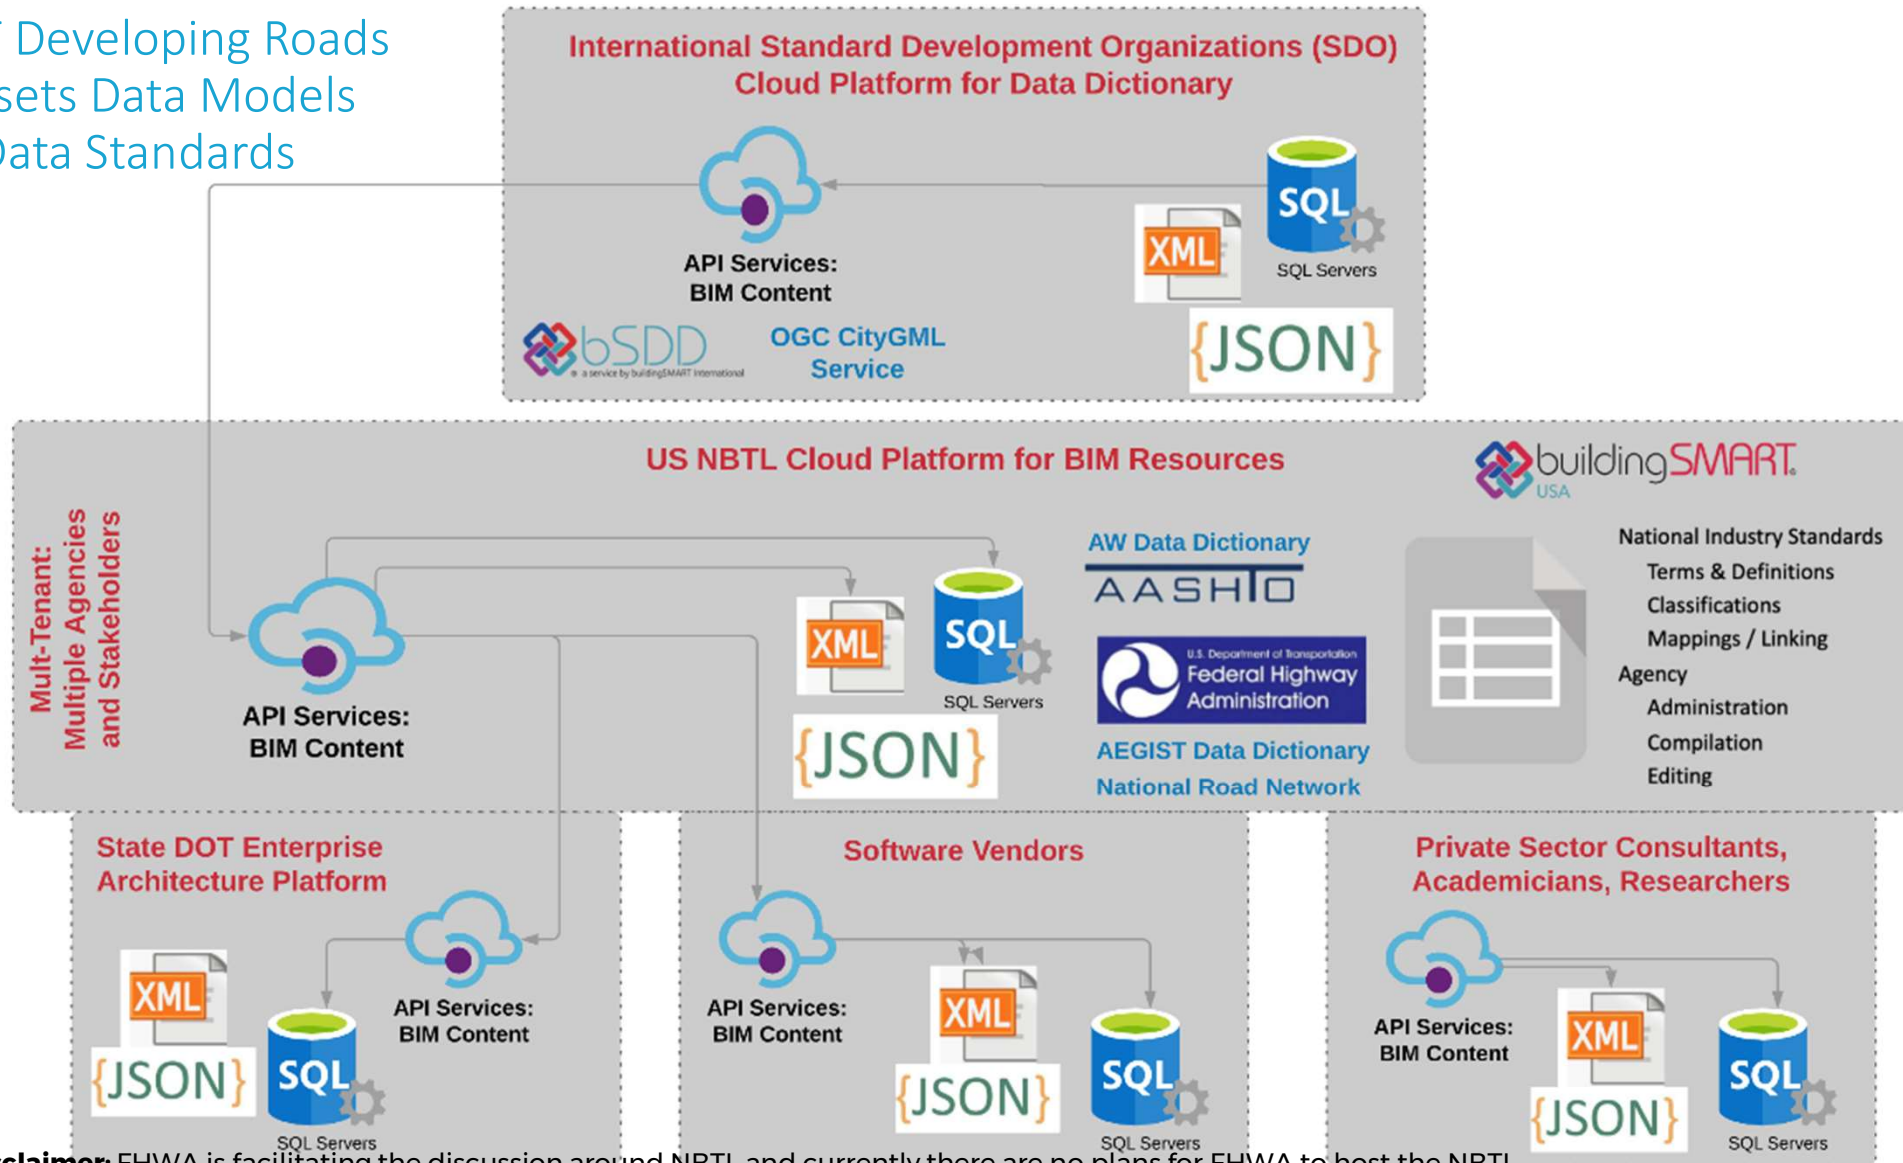 Developing Roads
sets Data Models
Data Standards
International Standard Development Organizations (SDO)
Cloud Platform for Data Dictionary
API Services:
BIM Content
SQL
SQL Servers
XML
{JSON}
bSDD
a service by buildingSMART International
OGC CityGML
Service
US NBTL Cloud Platform for BIM Resources
buildingSMART
USA
Mult-Tenant:
Multiple Agencies
and Stakeholders
API Services:
BIM Content
XML
SQL
SQL Servers
{JSON}
AW Data Dictionary
AASHTO
U.S. Department of Transportation
Federal Highway
Administration
AEGIST Data Dictionary
National Road Network
National Industry Standards
Terms & Definitions
Classifications
Mappings / Linking
Agency
Administration
Compilation
Editing
State DOT Enterprise
Architecture Platform
API Services:
BIM Content
XML
{JSON}
SQL
SQL Servers
Software Vendors
API Services:
BIM Content
XML
{JSON}
SQL
SQL Servers
Private Sector Consultants,
Academicians, Researchers
API Services:
BIM Content
XML
{JSON}
SQL
SQL Servers
claimer: FHWA is facilitating the discussion around NBTL and currently there are no plans for FHWA to host the NBTL